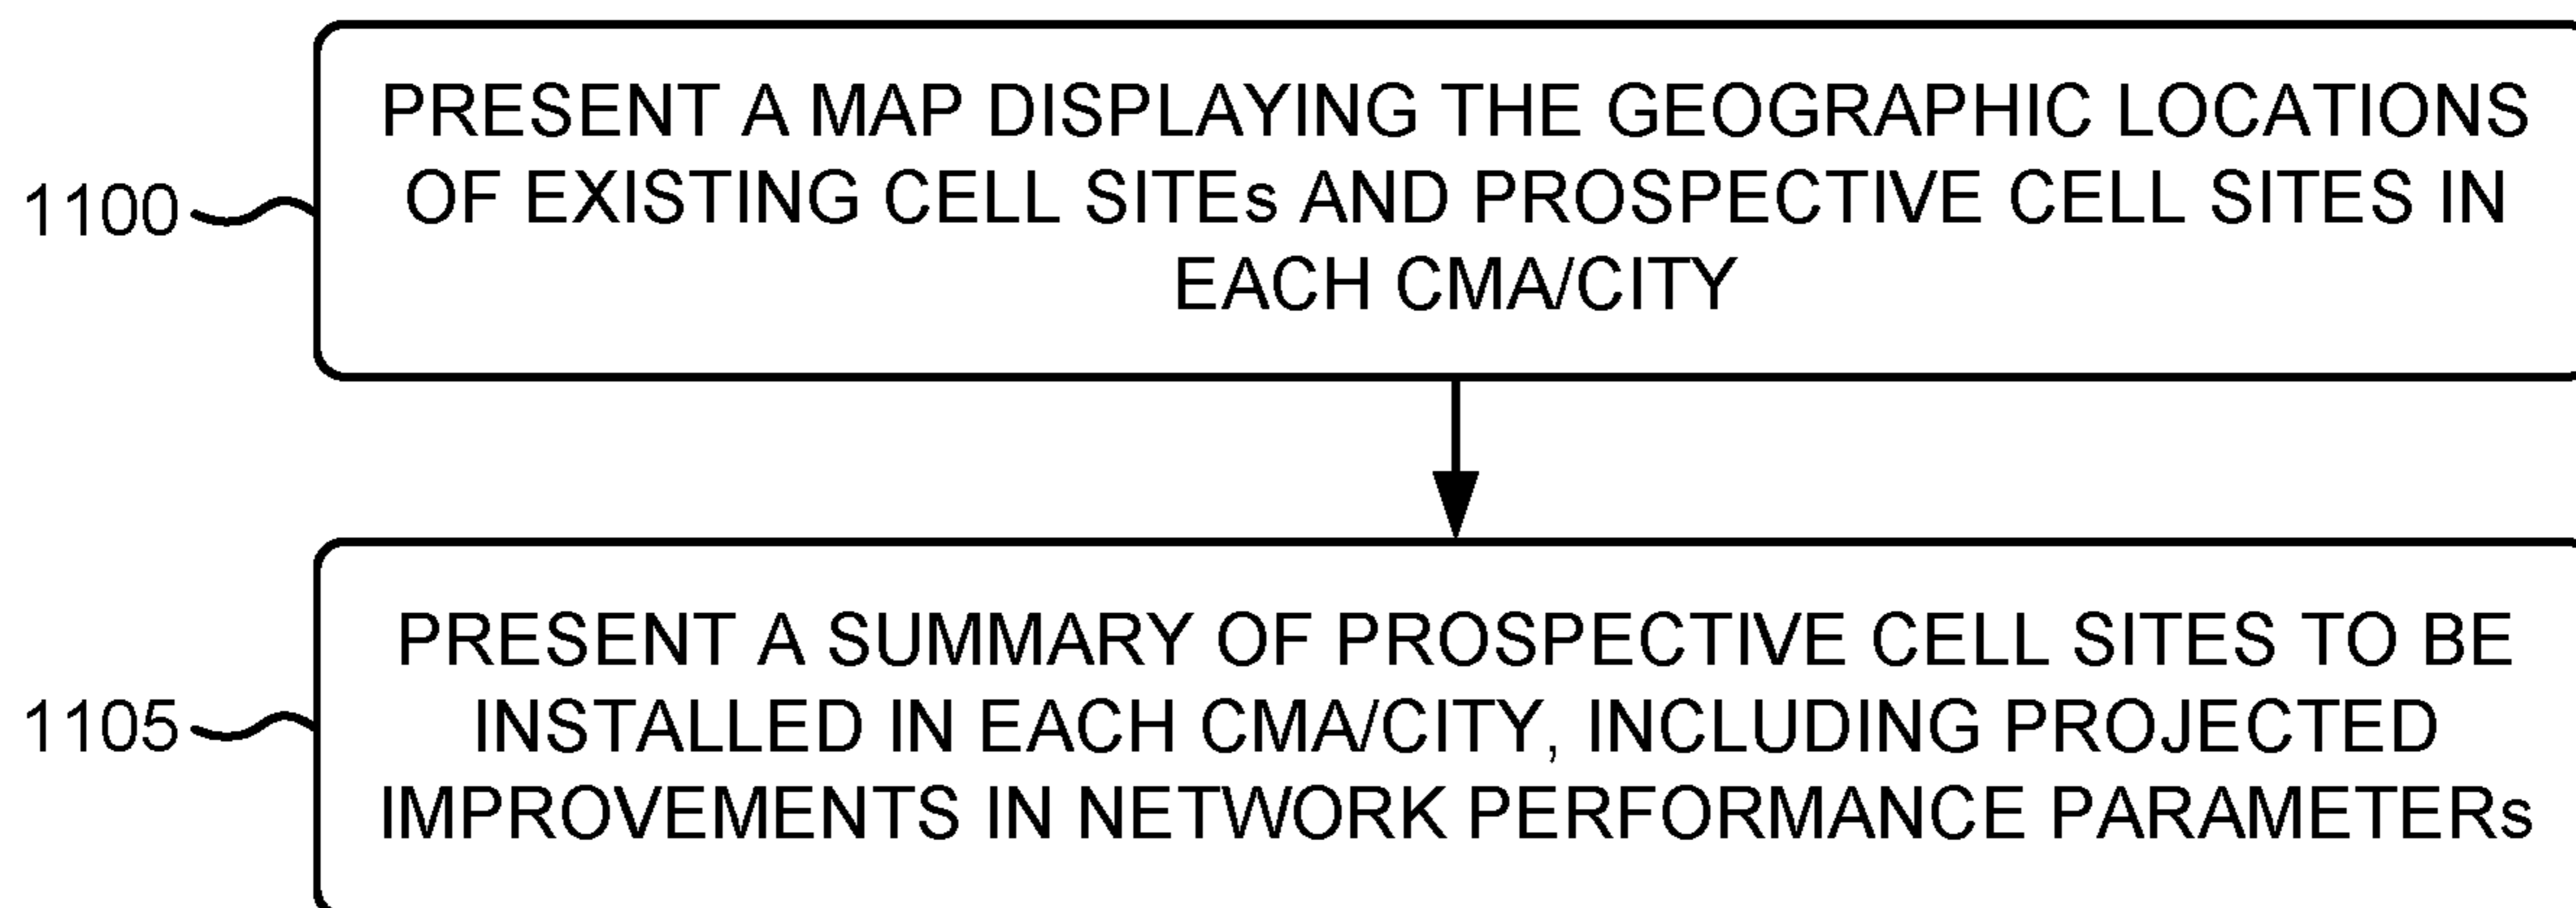 PRESENT A MAP DISPLAYING THE GEOGRAPHIC LOCATIONS
1100 OF EXISTING CELL SITEs AND PROSPECTIVE CELL SITES IN
EACH CMA/CITY
PRESENT A SUMMARY OF PROSPECTIVE CELL SITES TO BE
1105 INSTALLED IN EACH CMA/CITY, INCLUDING PROJECTED
IMPROVEMENTS IN NETWORK PERFORMANCE PARAMETERs